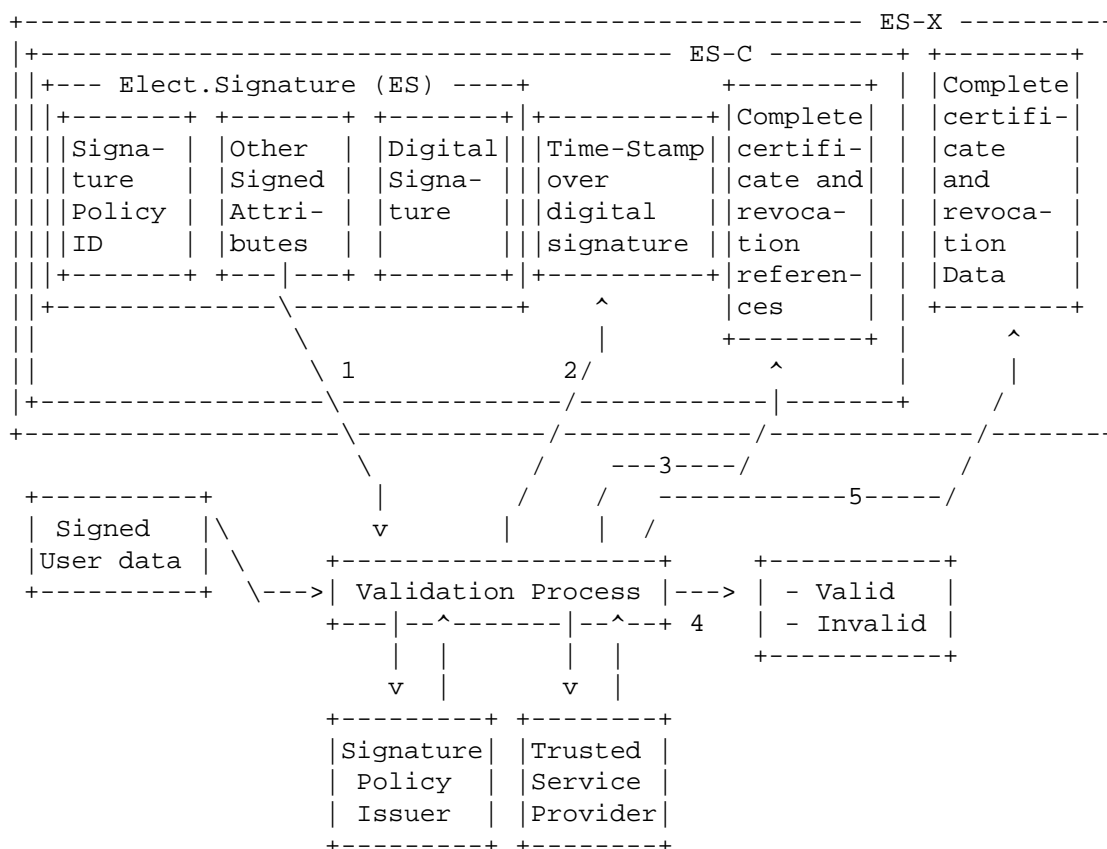 ES-X
ES-C
Elect.Signature (ES)
Signa-
ture
Policy
ID
Other
Signed
Attri-
butes
Digital
Signa-
ture
Time-Stamp
over
digital
signature
Complete
certifi-
cate and
revoca-
tion
referen-
ces
Complete
certifi-
cate
and
revoca-
tion
Data
1
2
3
5
Signed
User data
Validation Process
4
- Valid
- Invalid
Signature
Policy
Issuer
Trusted
Service
Provider